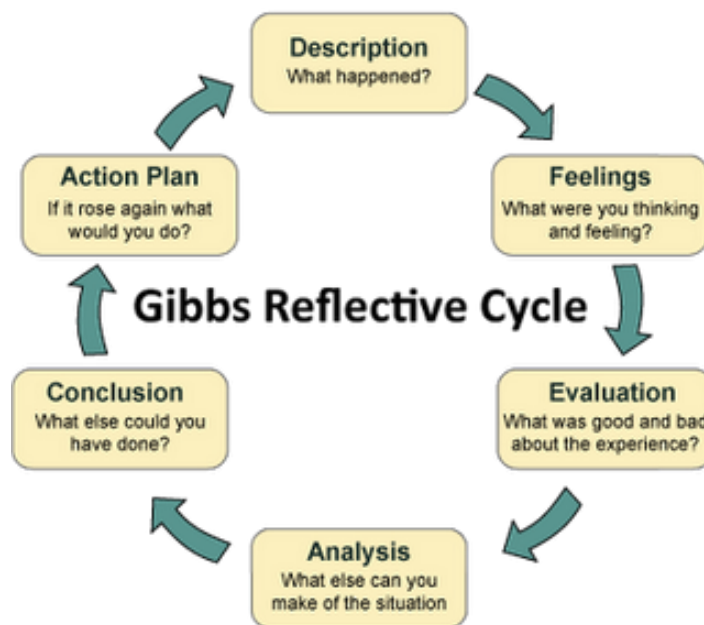 Description
What happened?
Feelings
What were you thinking
and feeling?
Evaluation
What was good and bad
about the experience?
Analysis
What else can you
make of the situation
Conclusion
What else could you
have done?
Action Plan
If it rose again what
would you do?
Gibbs Reflective Cycle